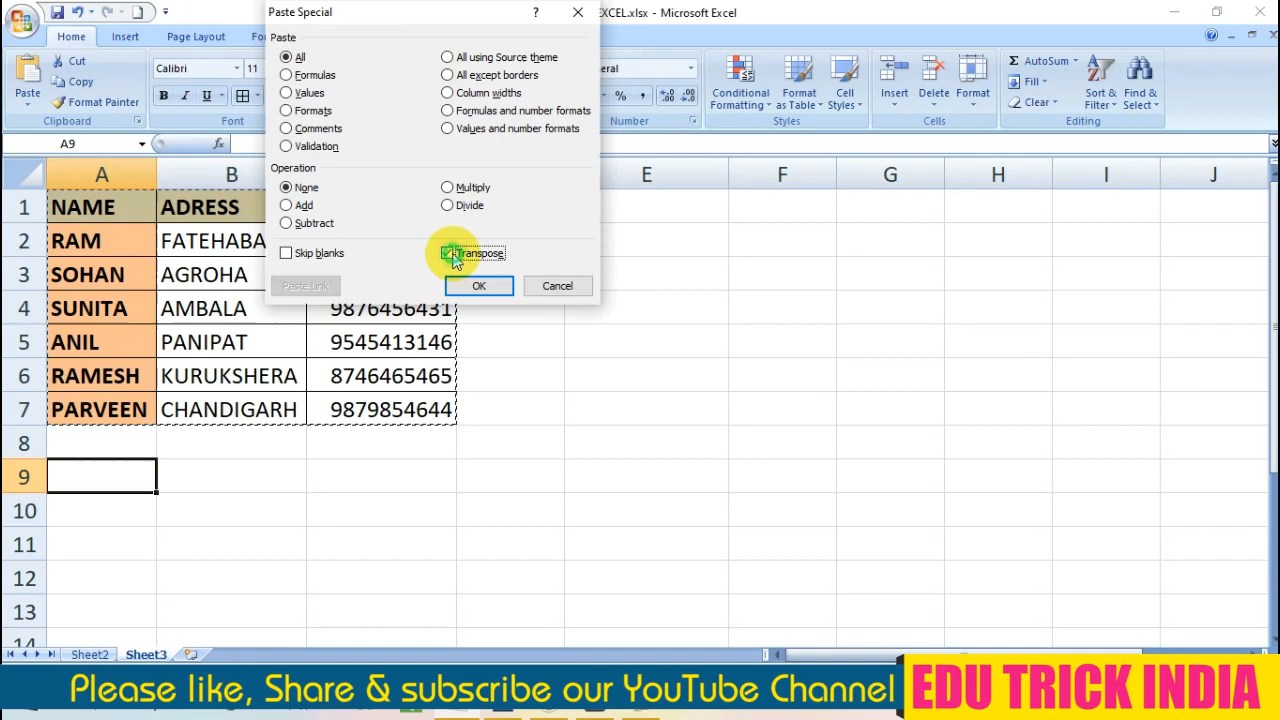 Paste Special ? EXCEL.xlsx - Microsoft Excel
Home Insert Page Layout
Cut
Copy
Format Painter
Paste
Clipboard
Calibri 11
B I U
Font
% ,
Number
Conditional Formatting
Format as Table
Cell Styles
Styles
Insert Delete Format
Cells
Σ AutoSum
Fill
Clear
Sort & Filter
Find & Select
Editing
Paste
All
Formulas
Values
Formats
Comments
Validation
All using Source theme
All except borders
Column widths
Formulas and number formats
Values and number formats
Operation
None
Add
Subtract
Multiply
Divide
Skip blanks
Transpose
Paste Link OK Cancel
A9 fx
A B E F G H I J
1 NAME ADRESS
2 RAM FATEHABA
3 SOHAN AGROHA
4 SUNITA AMBALA 9876456431
5 ANIL PANIPAT 9545413146
6 RAMESH KURUKSHERA 8746465465
7 PARVEEN CHANDIGARH 9879854644
8
9
10
11
12
13
14
Sheet2 Sheet3
Please like, Share & subscribe our YouTube Channel
EDU TRICK INDIA